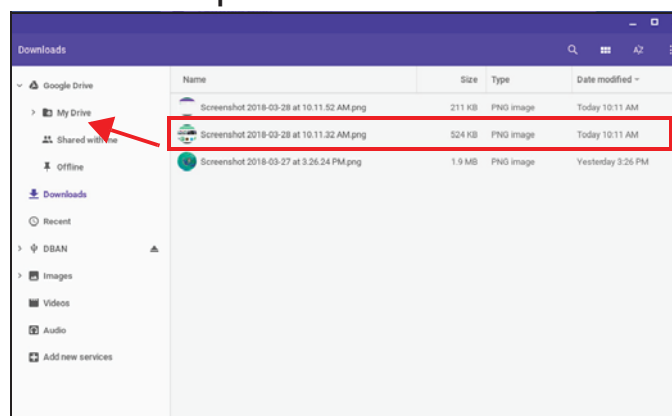 Downloads
Google Drive
My Drive
Shared with me
Offline
Downloads
Recent
DBAN
Images
Videos
Audio
Add new services
Name Size Type Date modified
Screenshot 2018-03-28 at 10.11.52 AM.png 211 KB PNG image Today 10:11 AM
Screenshot 2018-03-28 at 10.11.32 AM.png 524 KB PNG image Today 10:11 AM
Screenshot 2018-03-27 at 3.26.24 PM.png 1.9 MB PNG image Yesterday 3:26 PM